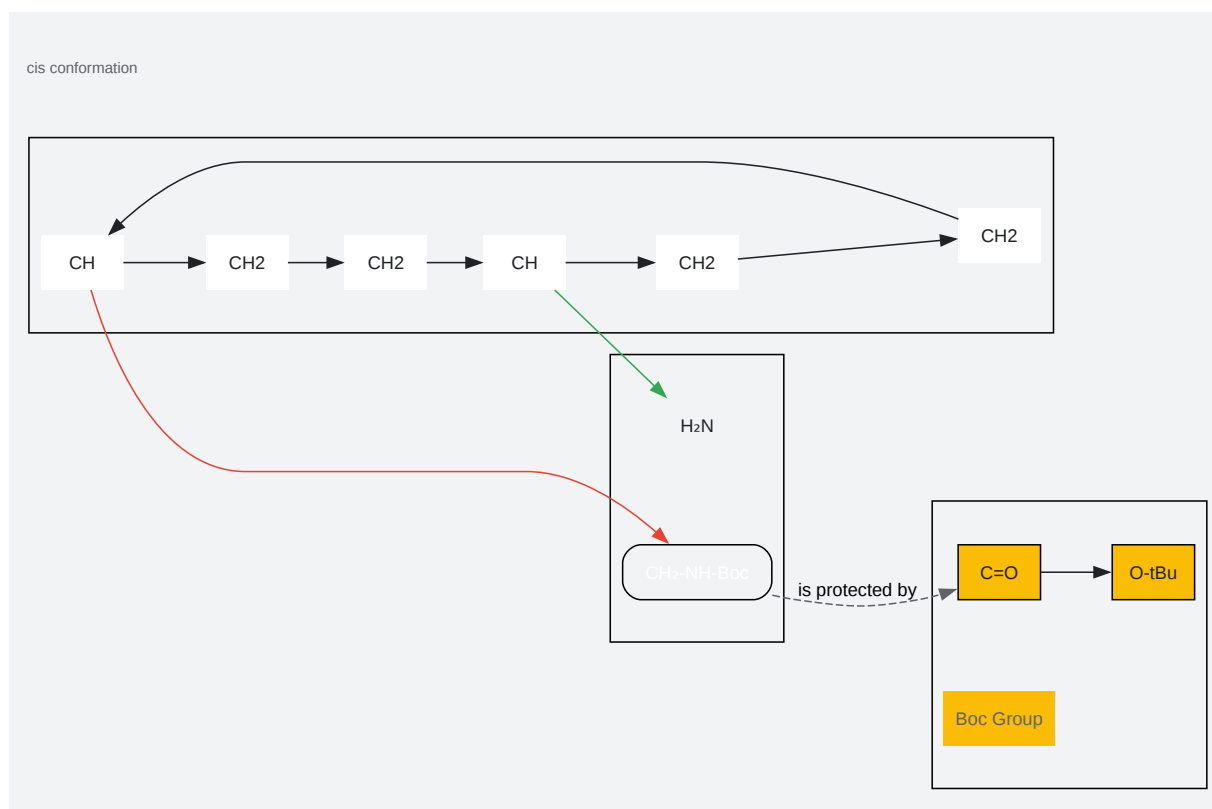 cis conformation
CH
CH2
CH2
CH
CH2
CH2
H₂N
CH₂-NH-Boc
is protected by
C=O
O-tBu
Boc Group